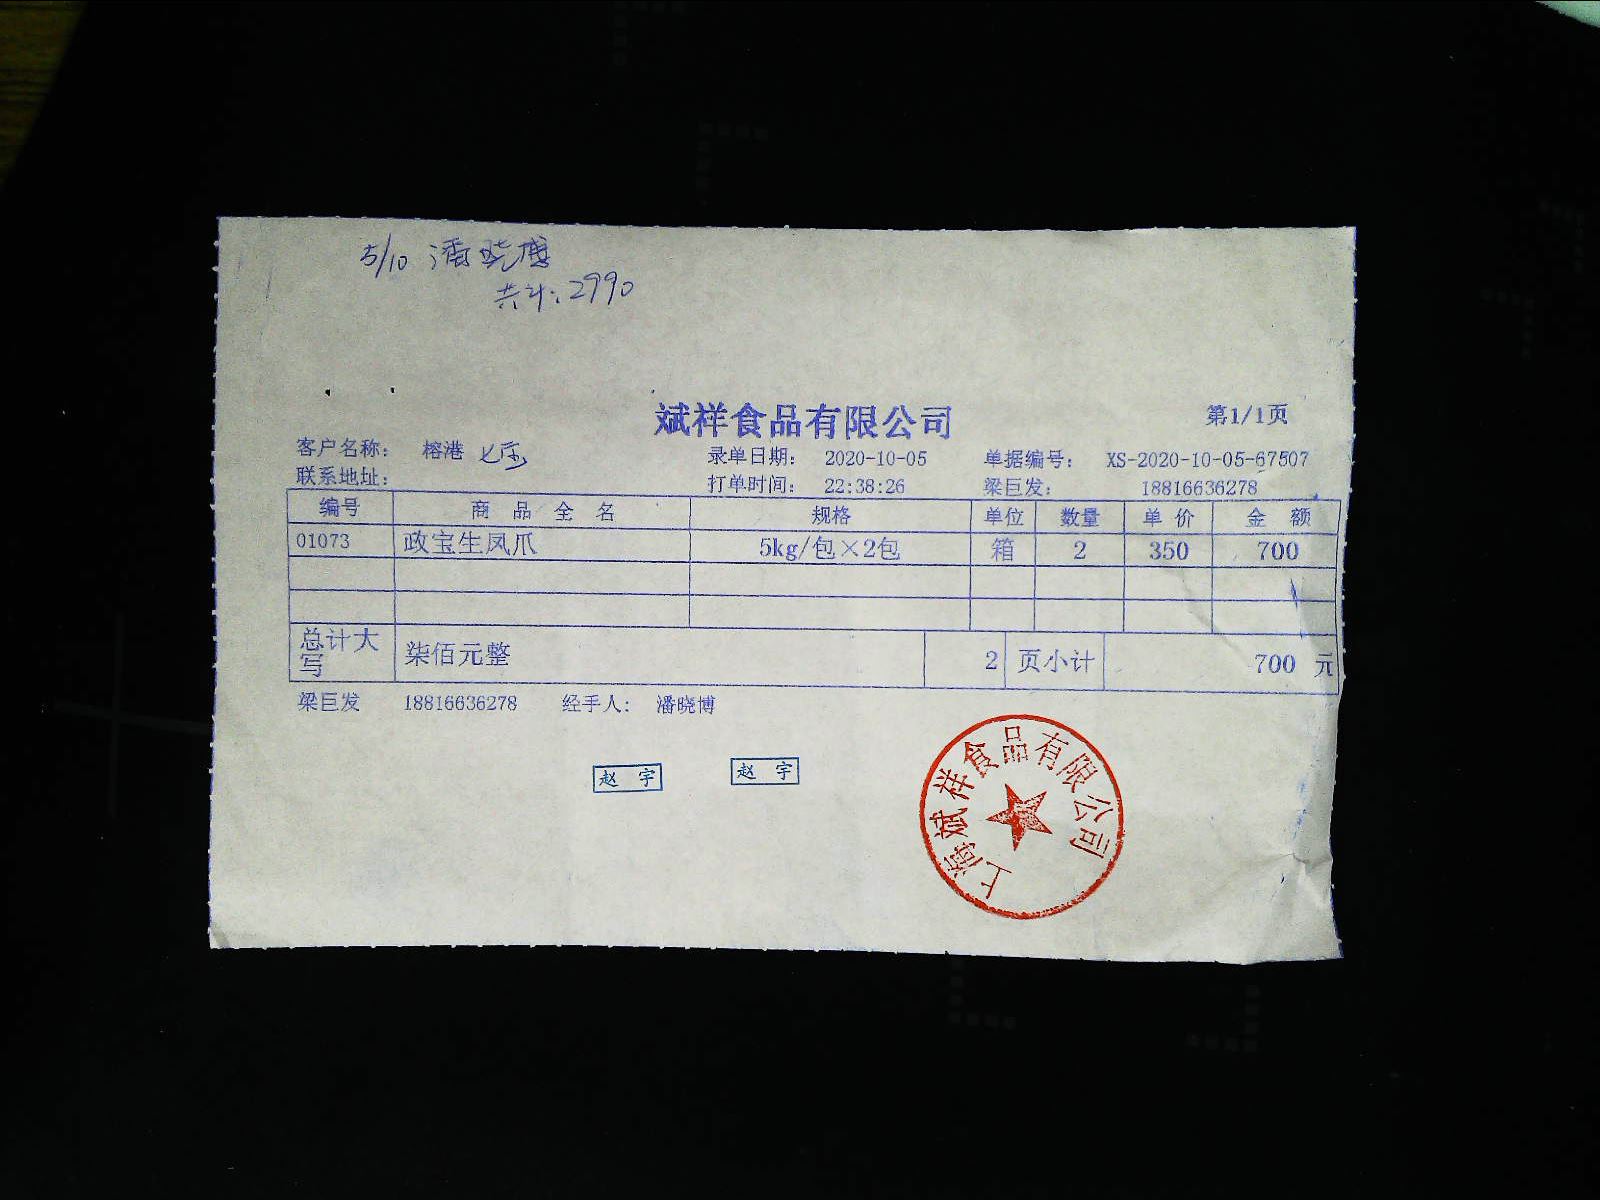 5/10 潘晓博
共计:2990
斌祥食品有限公司
第1/1页
客户名称: 榕港
录单日期: 2020-10-05 单据编号: XS-2020-10-05-67507
联系地址:
打单时间: 22:38:26 梁巨发: 18816636278
编号 商品全名 规格 单位 数量 单价 金额
01073 政宝生凤爪 5kg/包×2包 箱 2 350 700
总计大写 柒佰元整 2 页小计 700 元
梁巨发 18816636278 经手人: 潘晓博
赵宇 赵宇
上海斌祥食品有限公司